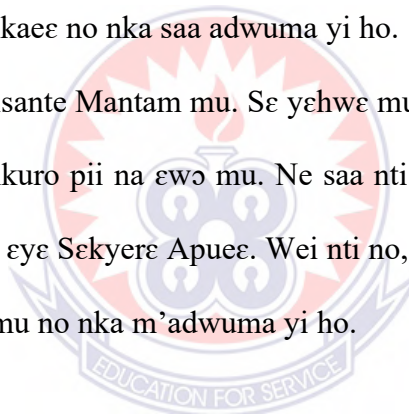 kaeɛ no nka saa adwuma yi ho.
sante Mantam mu. Sɛ yɛhwɛ mu
kuro pii na ɛwɔ mu. Ne saa nti
ɛyɛ Sɛkyerɛ Apueɛ. Wei nti no,
mu no nka m’adwuma yi ho.
EDUCATION FOR SERVICE